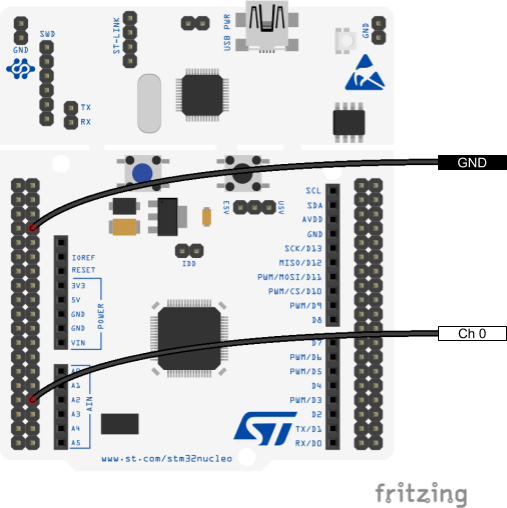 ST-LINK
USB PWR
GND
GND
SWD
TX
RX
GND
E5V
U5V
SCL
SDA
AVDD
GND
SCK/D13
MISO/D12
PWM/MOSI/D11
PWM/CS/D10
PWM/D9
D8
IDD
IOREF
RESET
3V3
5V
GND
GND
VIN
POWER
Ch 0
D7
PWM/D6
PWM/D5
D4
PWM/D3
D2
TX/D1
RX/D0
A0
A1
A2
A3
A4
A5
AIN
ST
www.st.com/stm32nucleo
fritzing